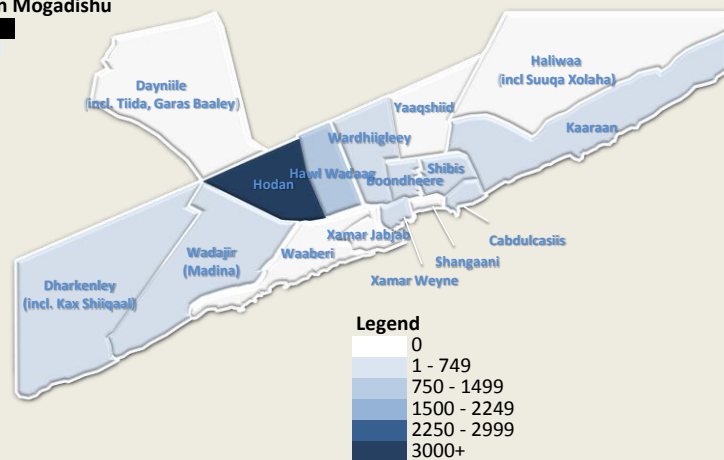 n Mogadishu
Haliwaa
(incl Suuqa Xolaha)
Dayniile
(incl. Tiida, Garas Baaley)
Yaaqshiid
Kaaraan
Wardhiigleey
Shibis
Hawl Wadaag
Boondheere
Hodan
Xamar Jabjab
Cabdulcasiis
Waaberi
Wadajir
(Madina)
Shangaani
Xamar Weyne
Dharkenley
(incl. Kax Shiiqaal)
Legend
0
1 - 749
750 - 1499
1500 - 2249
2250 - 2999
3000+